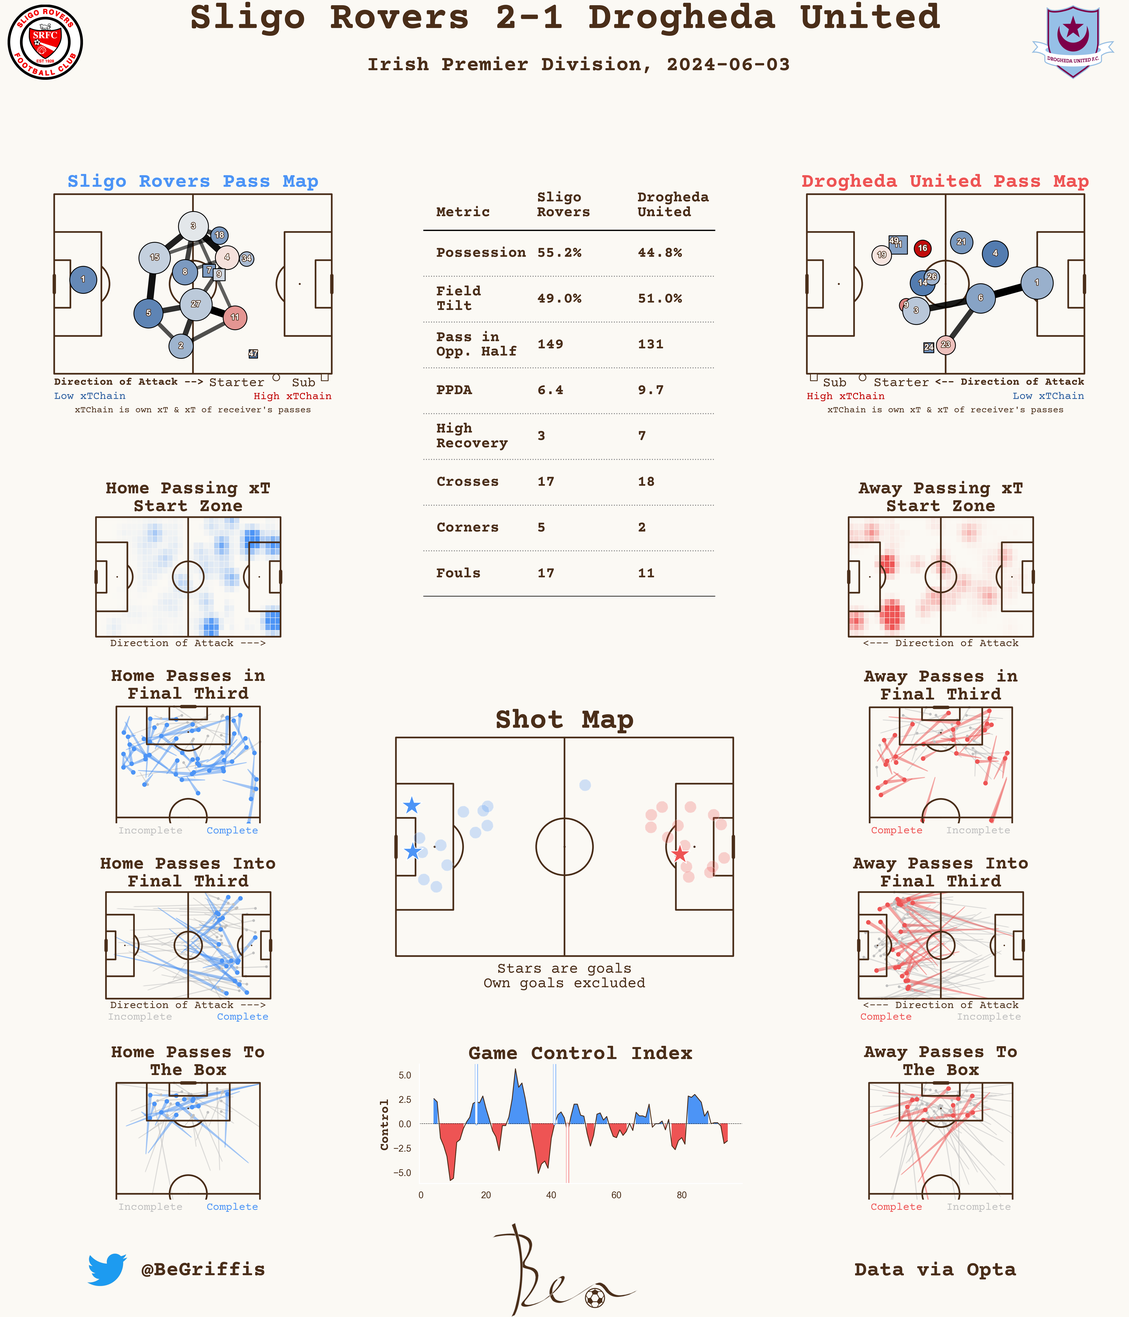 Sligo Rovers 2-1 Drogheda United
Irish Premier Division, 2024-06-03
SLIGO ROVERS
SRFC
FOOTBALL CLUB
DROGHEDA UNITED F.C.
Sligo Rovers Pass Map
3
18
15
4
34
1
8
7
9
27
5
11
2
47
Direction of Attack --> Starter Sub
Low xTChain High xTChain
xTChain is own xT & xT of receiver's passes
Metric Sligo Rovers Drogheda United
Possession 55.2% 44.8%
Field Tilt 49.0% 51.0%
Pass in Opp. Half 149 131
PPDA 6.4 9.7
High Recovery 3 7
Crosses 17 18
Corners 5 2
Fouls 17 11
Drogheda United Pass Map
49
11
16
21
19
4
26
14
1
6
9
3
24
23
Sub Starter <-- Direction of Attack
High xTChain Low xTChain
xTChain is own xT & xT of receiver's passes
Home Passing xT
Start Zone
Direction of Attack --->
Away Passing xT
Start Zone
<--- Direction of Attack
Home Passes in
Final Third
Incomplete Complete
Away Passes in
Final Third
Complete Incomplete
Shot Map
Stars are goals
Own goals excluded
Home Passes Into
Final Third
Direction of Attack --->
Incomplete Complete
Away Passes Into
Final Third
<--- Direction of Attack
Complete Incomplete
Home Passes To
The Box
Incomplete Complete
Game Control Index
Control
5.0
2.5
0.0
−2.5
−5.0
0 20 40 60 80
Away Passes To
The Box
Complete Incomplete
@BeGriffis
Bea
Data via Opta